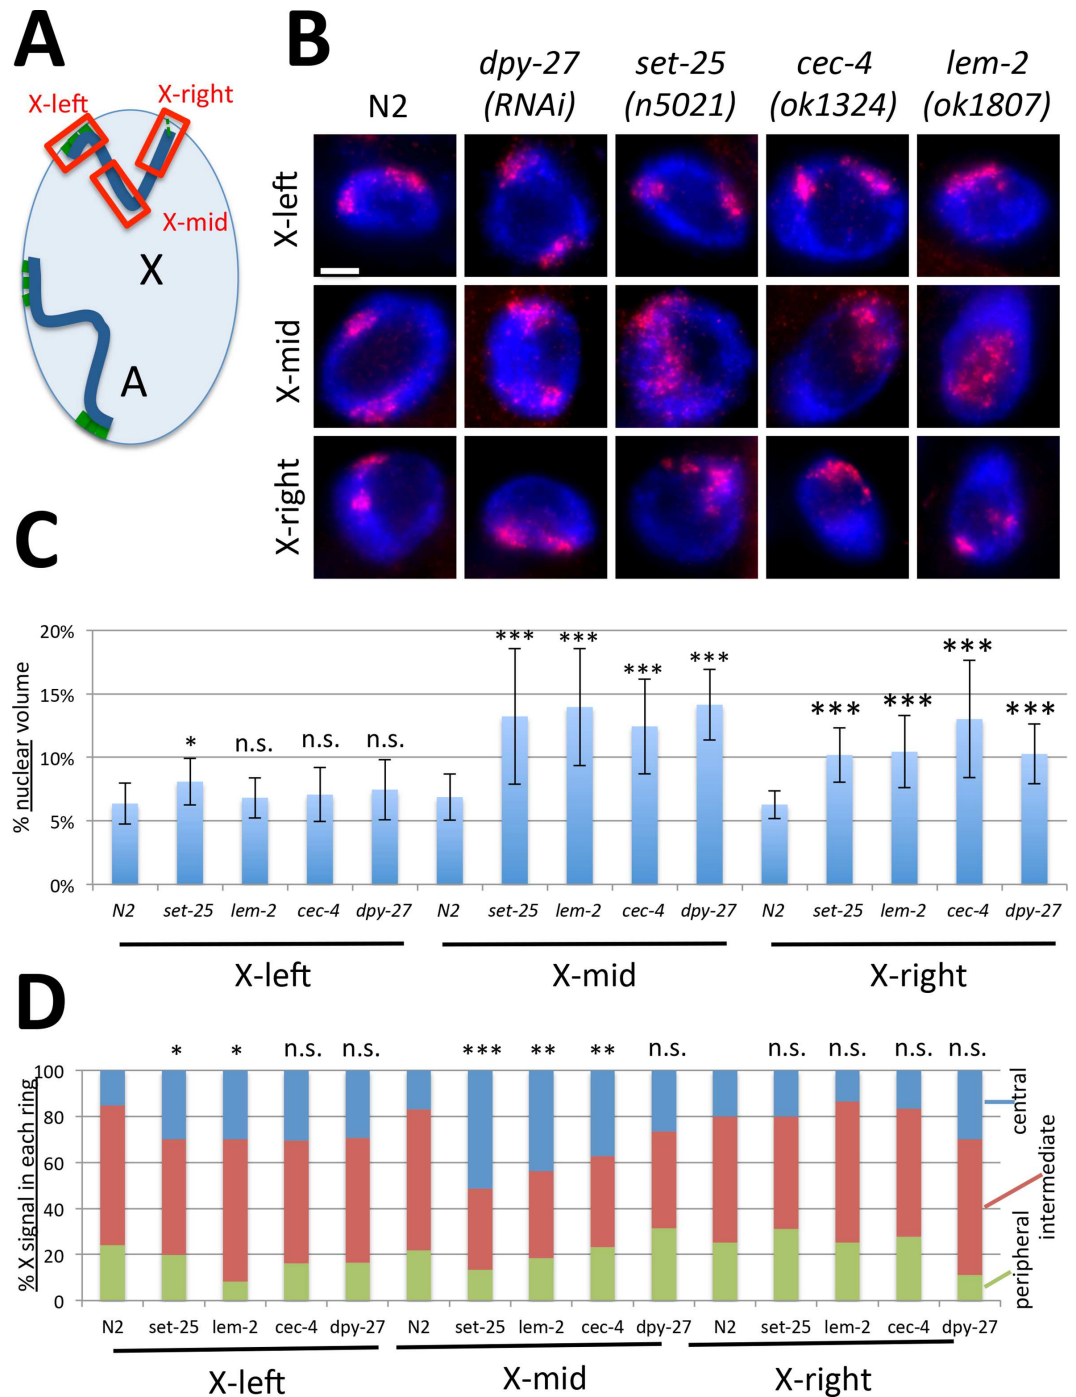 A
X-left
X-right
X-mid
X
A
B
N2
dpy-27
(RNAi)
set-25
(n5021)
cec-4
(ok1324)
lem-2
(ok1807)
X-left
X-mid
X-right
C
% nuclear volume
20%
15%
10%
5%
0%
* n.s. n.s. n.s. *** *** *** *** *** *** *** ***
N2 set-25 lem-2 cec-4 dpy-27 N2 set-25 lem-2 cec-4 dpy-27 N2 set-25 lem-2 cec-4 dpy-27
X-left X-mid X-right
D
% X signal in each ring
100
80
60
40
20
0
* * n.s. n.s. *** ** ** n.s. n.s. n.s. n.s. n.s.
central
intermediate
peripheral
N2 set-25 lem-2 cec-4 dpy-27 N2 set-25 lem-2 cec-4 dpy-27 N2 set-25 lem-2 cec-4 dpy-27
X-left X-mid X-right